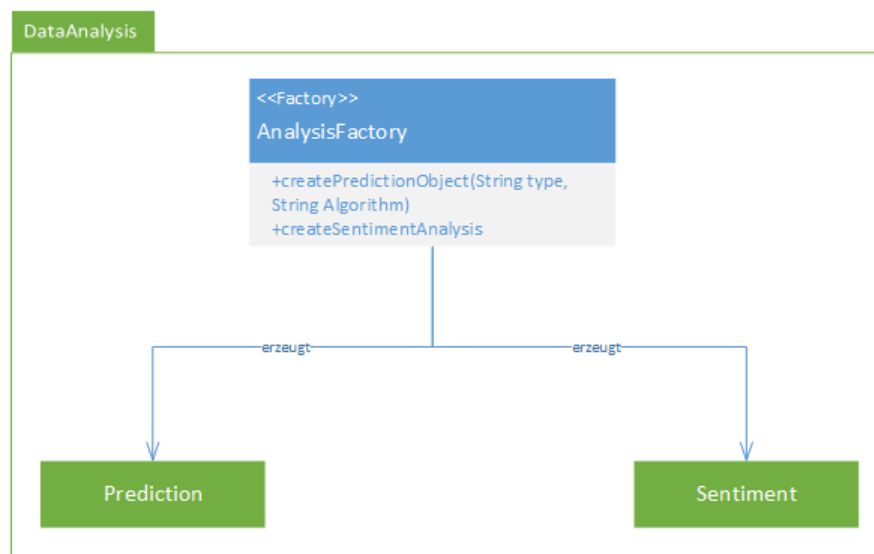 DataAnalysis
<<Factory>>
AnalysisFactory
+createPredictionObject(String type,
String Algorithm)
+createSentimentAnalysis
erzeugt
erzeugt
Prediction
Sentiment